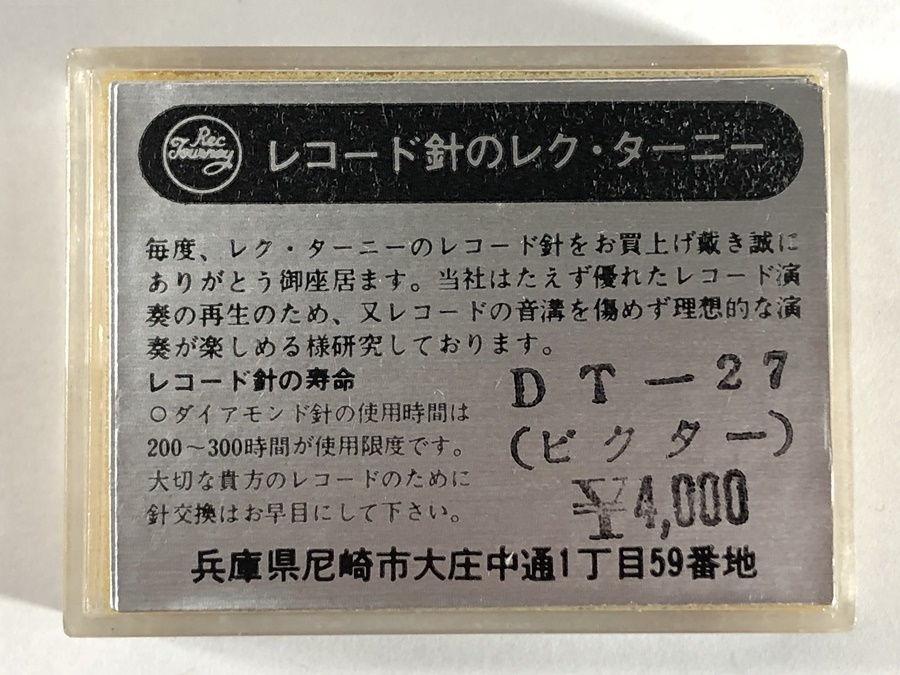 Rec
Tourney
レコード針のレク・ターニー
毎度、レク・ターニーのレコード針をお買上げ戴き誠に
ありがとう御座居ます。当社はたえず優れたレコード演
奏の再生のため、又レコードの音溝を傷めず理想的な演
奏が楽しめる様研究しております。
レコード針の寿命
○ダイアモンド針の使用時間は
200～300時間が使用限度です。
大切な貴方のレコードのために
針交換はお早目にして下さい。
DT－27
(ビクター)
¥4,000
兵庫県尼崎市大庄中通1丁目59番地